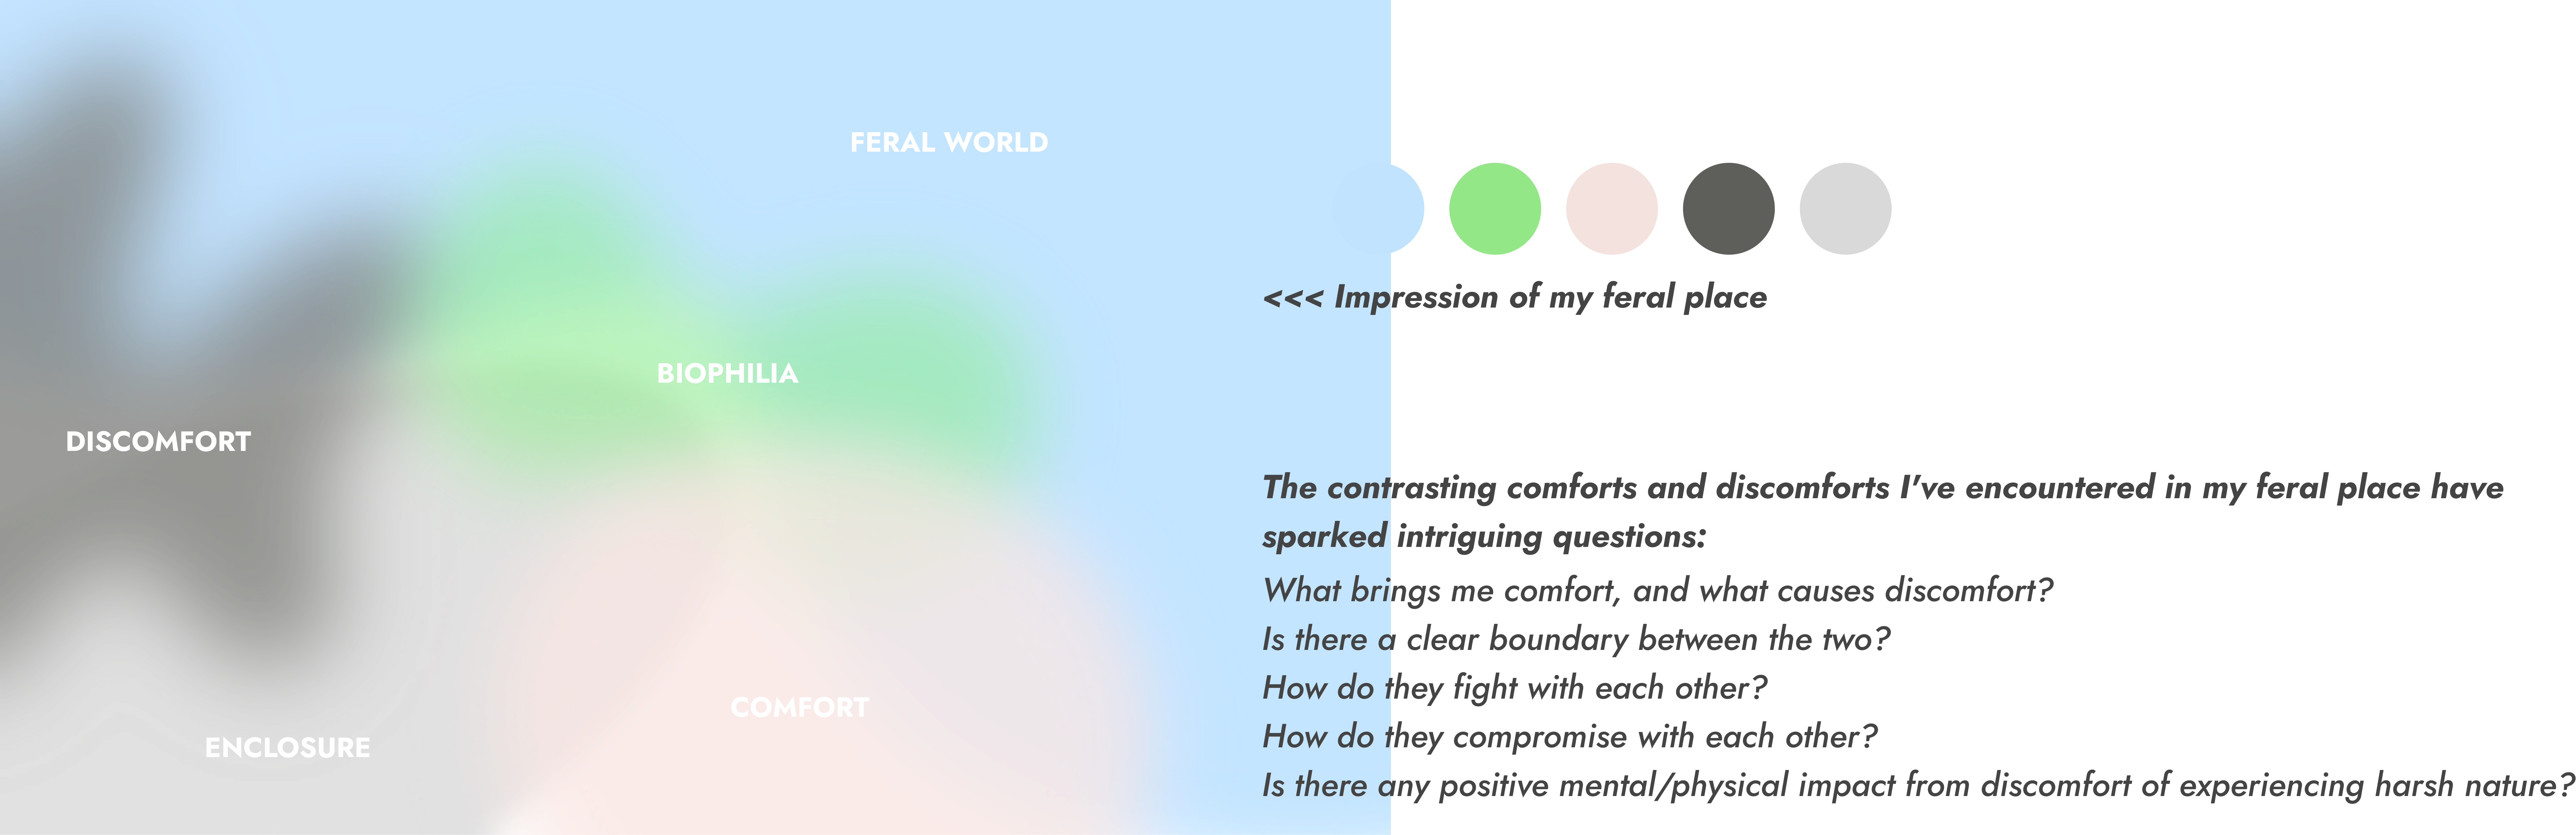 FERAL WORLD
BIOPHILIA
DISCOMFORT
COMFORT
ENCLOSURE
<<< Impression of my feral place
The contrasting comforts and discomforts I've encountered in my feral place have
sparked intriguing questions:
What brings me comfort, and what causes discomfort?
Is there a clear boundary between the two?
How do they fight with each other?
How do they compromise with each other?
Is there any positive mental/physical impact from discomfort of experiencing harsh nature?